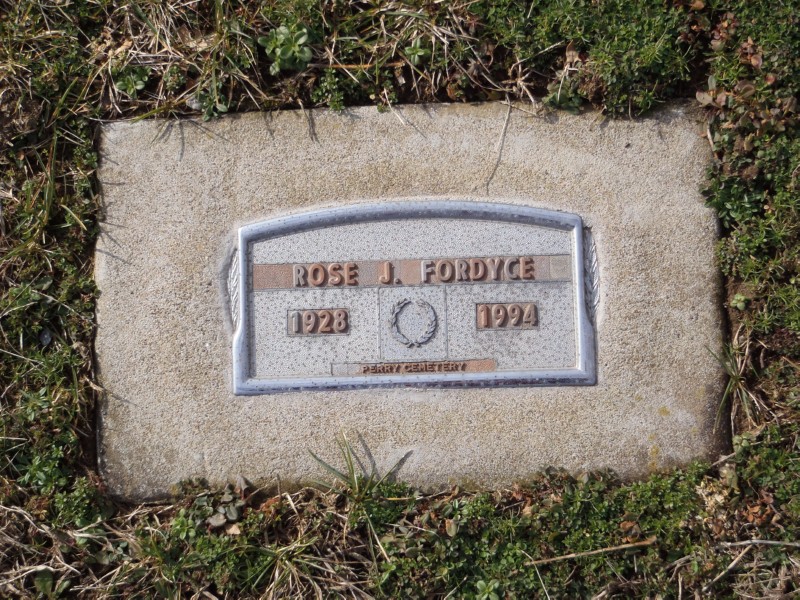 ROSE J. FORDYCE
1928 1994
PERRY CEMETERY